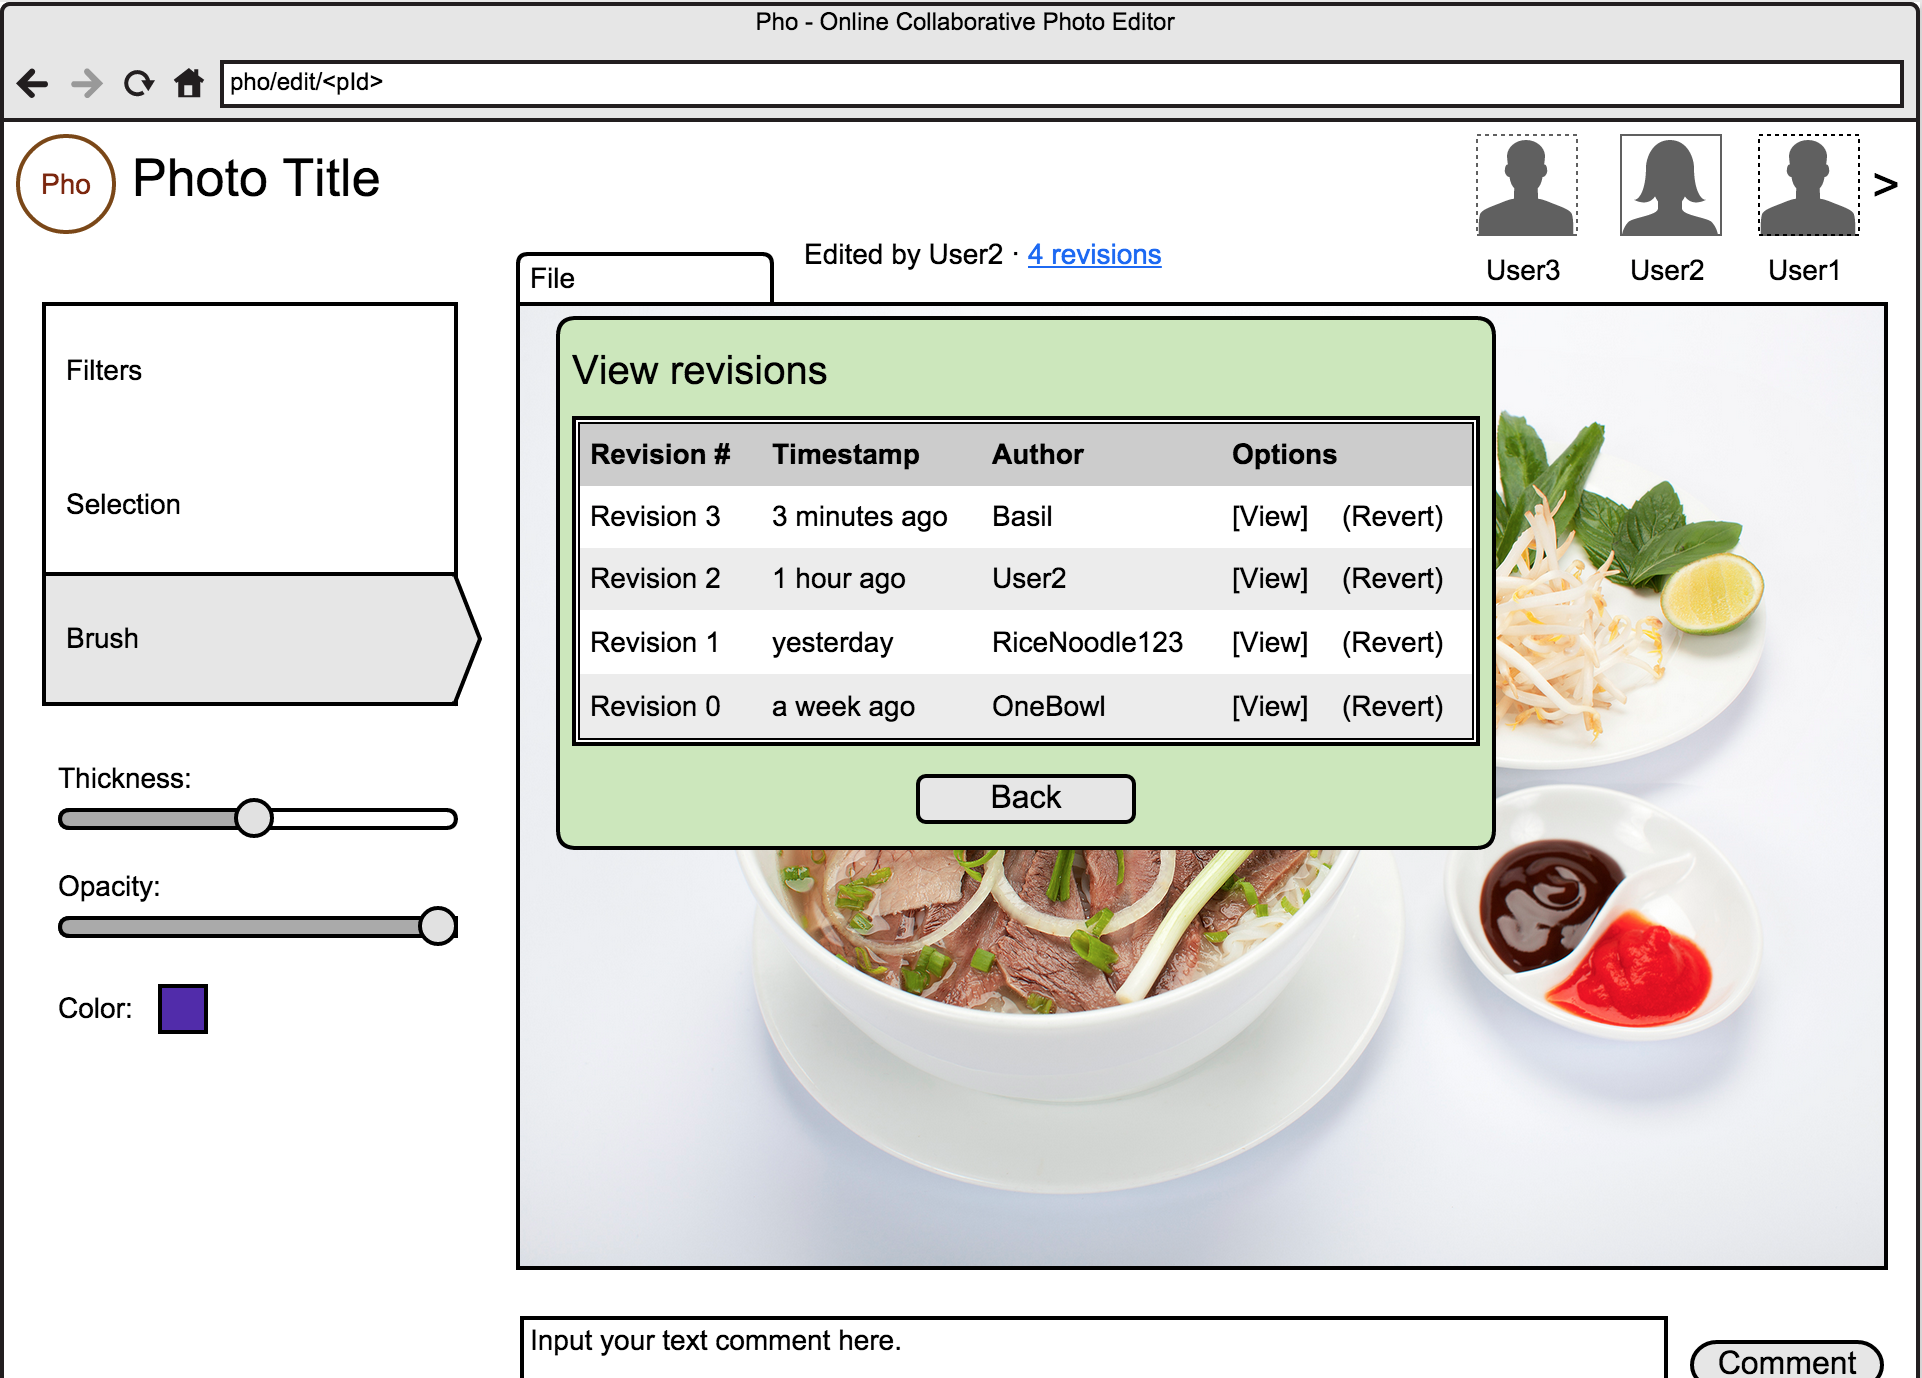 Pho - Online Collaborative Photo Editor
pho/edit/<pId>
Pho
Photo Title
>
User3 User2 User1
Edited by User2 · 4 revisions
File
Filters
Selection
Brush
Thickness:
Opacity:
Color:
View revisions
Revision # Timestamp Author Options
Revision 3 3 minutes ago Basil [View] (Revert)
Revision 2 1 hour ago User2 [View] (Revert)
Revision 1 yesterday RiceNoodle123 [View] (Revert)
Revision 0 a week ago OneBowl [View] (Revert)
Back
Input your text comment here.
Comment